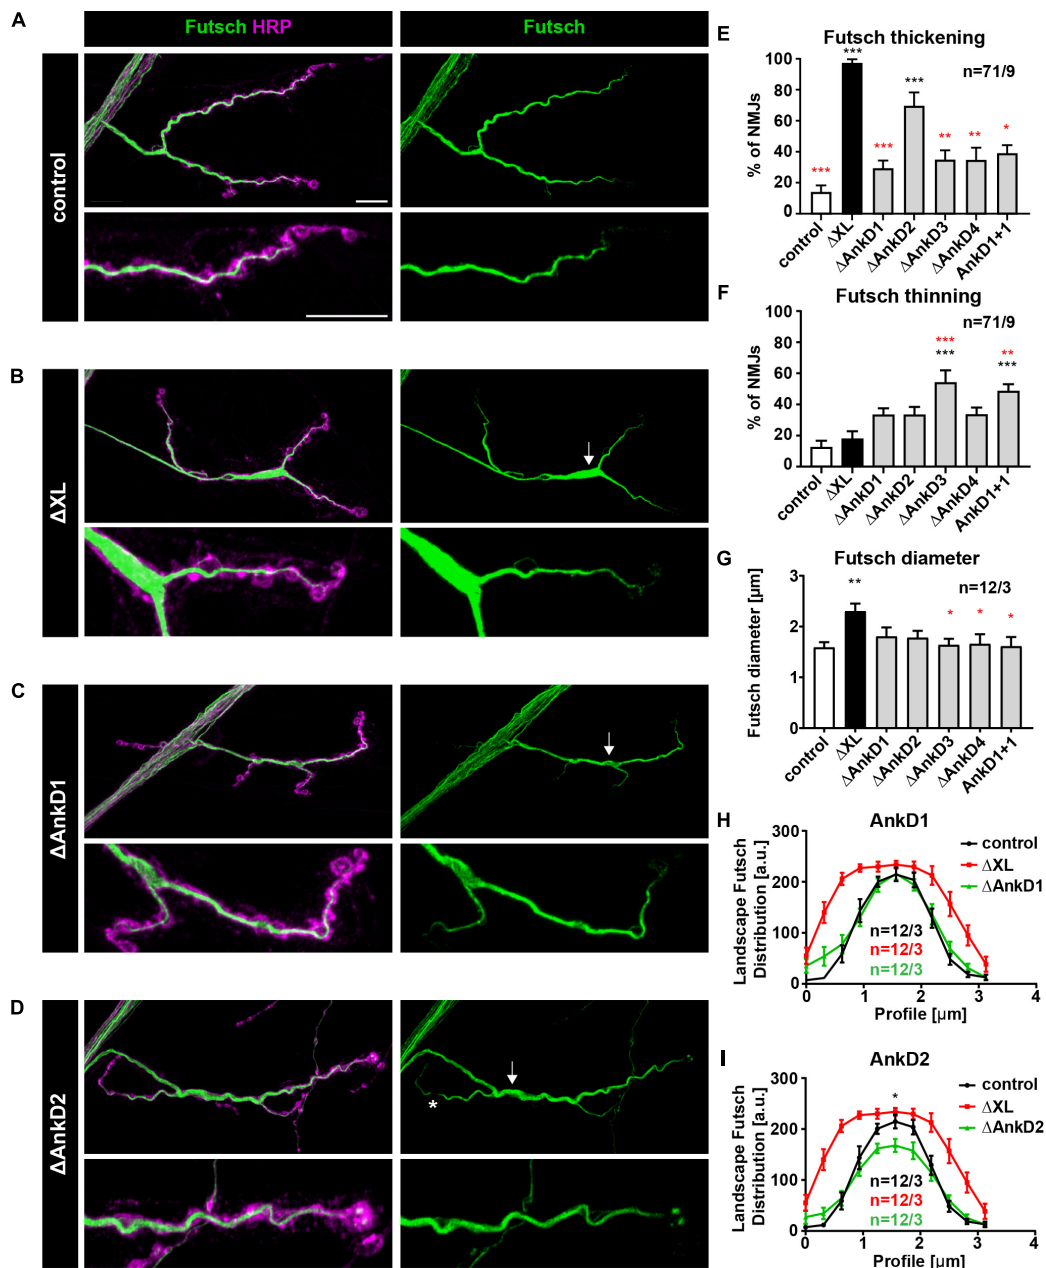 A
Futsch HRP
Futsch
control
B
ΔXL
C
ΔAnkD1
D
ΔAnkD2
*
E
Futsch thickening
n=71/9
% of NMJs
100
80
60
40
20
0
***
***
***
***
**
**
*
control
ΔXL
ΔAnkD1
ΔAnkD2
ΔAnkD3
ΔAnkD4
AnkD1+1
F
Futsch thinning
n=71/9
% of NMJs
100
80
60
40
20
0
***
***
**
***
control
ΔXL
ΔAnkD1
ΔAnkD2
ΔAnkD3
ΔAnkD4
AnkD1+1
G
Futsch diameter
n=12/3
Futsch diameter [µm]
3
2
1
0
**
*
*
*
control
ΔXL
ΔAnkD1
ΔAnkD2
ΔAnkD3
ΔAnkD4
AnkD1+1
H
AnkD1
Landscape Futsch
Distribution [a.u.]
300
200
100
0
control
ΔXL
ΔAnkD1
n=12/3
n=12/3
n=12/3
0 1 2 3 4
Profile [µm]
I
AnkD2
Landscape Futsch
Distribution [a.u.]
300
200
100
0
*
control
ΔXL
ΔAnkD2
n=12/3
n=12/3
n=12/3
0 1 2 3 4
Profile [µm]